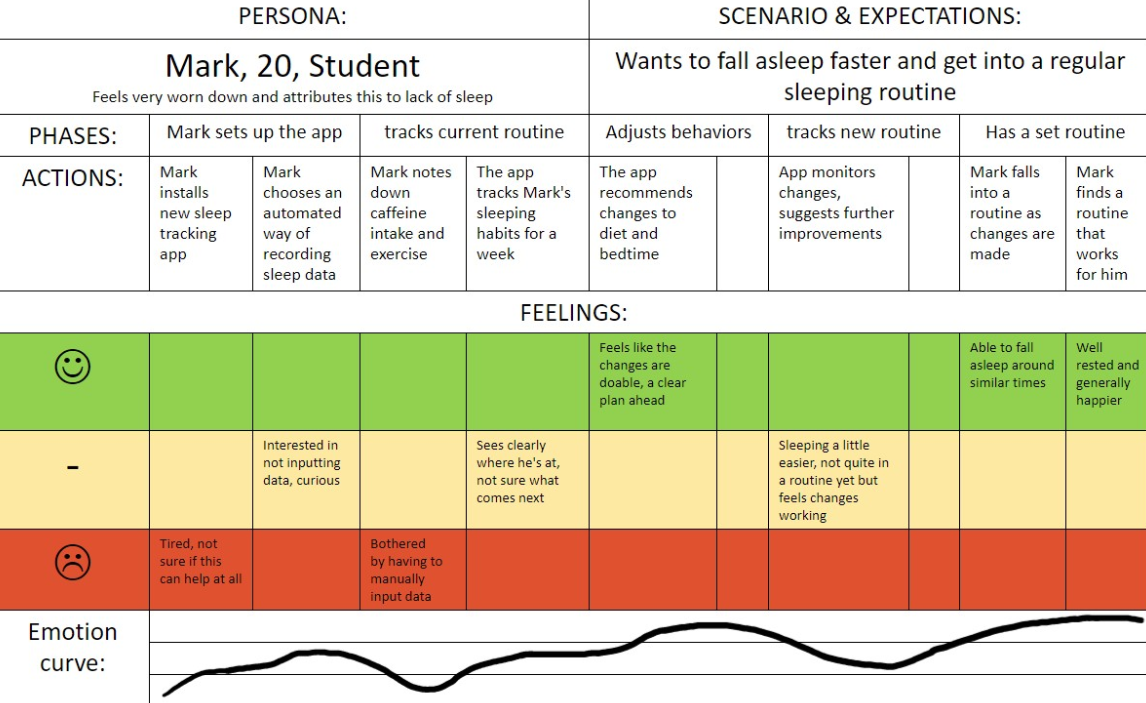 PERSONA:
SCENARIO & EXPECTATIONS:
Mark, 20, Student
Feels very worn down and attributes this to lack of sleep
Wants to fall asleep faster and get into a regular
sleeping routine
PHASES:
Mark sets up the app
tracks current routine
Adjusts behaviors
tracks new routine
Has a set routine
ACTIONS:
Mark
installs
new sleep
tracking
app
Mark
chooses an
automated
way of
recording
sleep data
Mark notes
down
caffeine
intake and
exercise
The app
tracks Mark's
sleeping
habits for a
week
The app
recommends
changes to
diet and
bedtime
App monitors
changes,
suggests further
improvements
Mark falls
into a
routine as
changes are
made
Mark
finds a
routine
that
works
for him
FEELINGS:
Feels like the
changes are
doable, a clear
plan ahead
Able to fall
asleep around
similar times
Well
rested and
generally
happier
-
Interested in
not inputting
data, curious
Sees clearly
where he's at,
not sure what
comes next
Sleeping a little
easier, not quite in
a routine yet but
feels changes
working
Tired, not
sure if this
can help at all
Bothered
by having to
manually
input data
Emotion
curve: